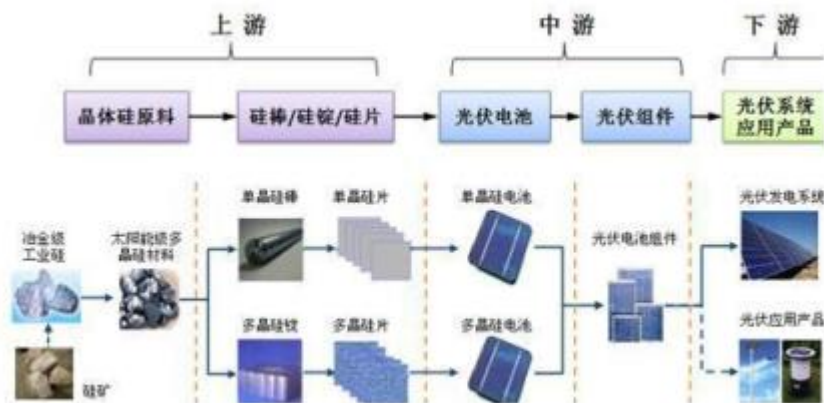 上游
中游
下游
晶体硅原料
硅棒/硅锭/硅片
光伏电池
光伏组件
光伏系统
应用产品
单晶硅棒
单晶硅片
单晶硅电池
光伏发电系统
冶金级
工业硅
太阳能级多
晶硅材料
光伏电池组件
多晶硅锭
多晶硅片
多晶硅电池
光伏应用产品
硅矿